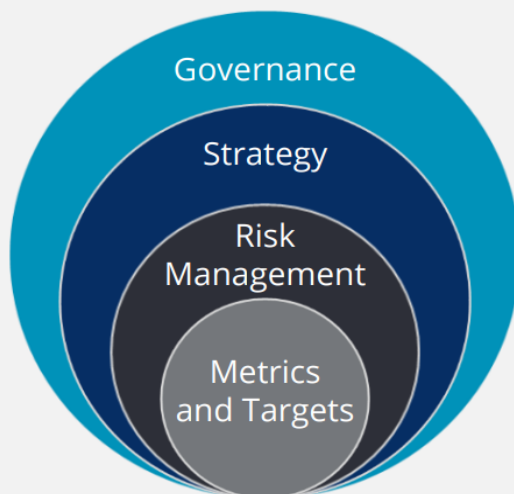 Governance
Strategy
Risk
Management
Metrics
and Targets